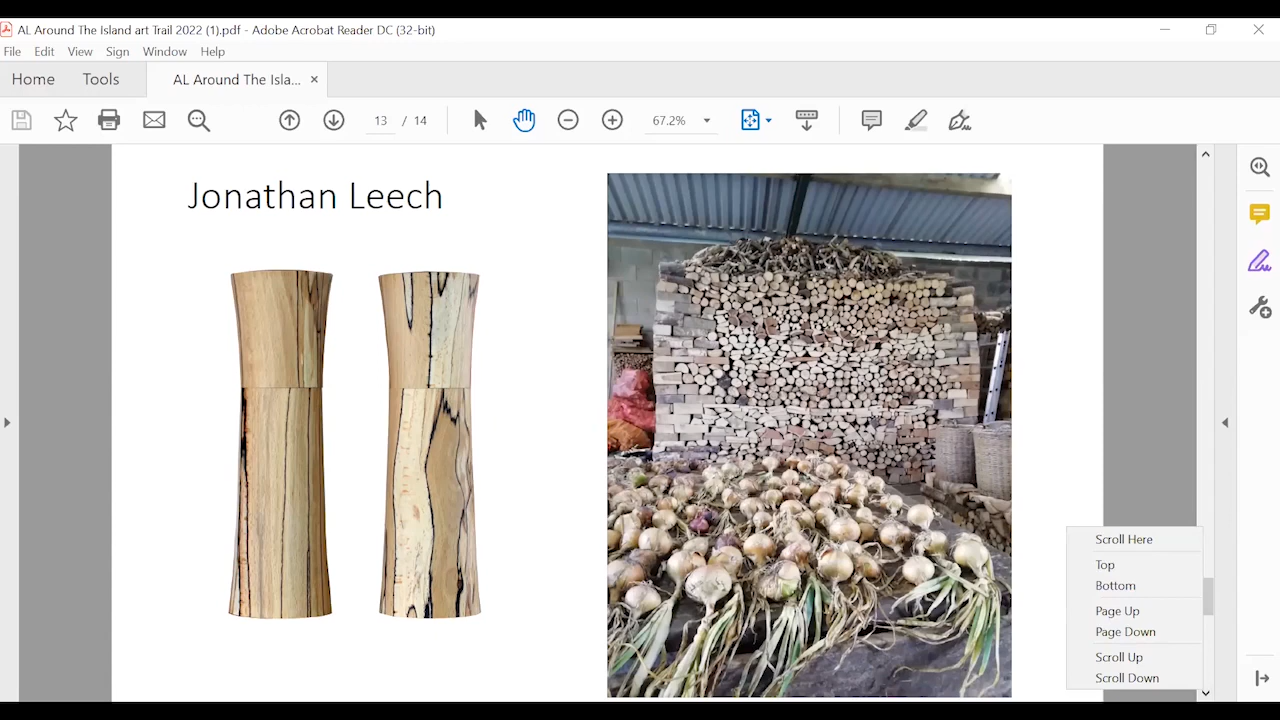 AL Around The Island art Trail 2022 (1).pdf - Adobe Acrobat Reader DC (32-bit)
File Edit View Sign Window Help
Home Tools AL Around The Isla... ×
13 / 14 67.2%
Jonathan Leech
Scroll Here
Top
Bottom
Page Up
Page Down
Scroll Up
Scroll Down